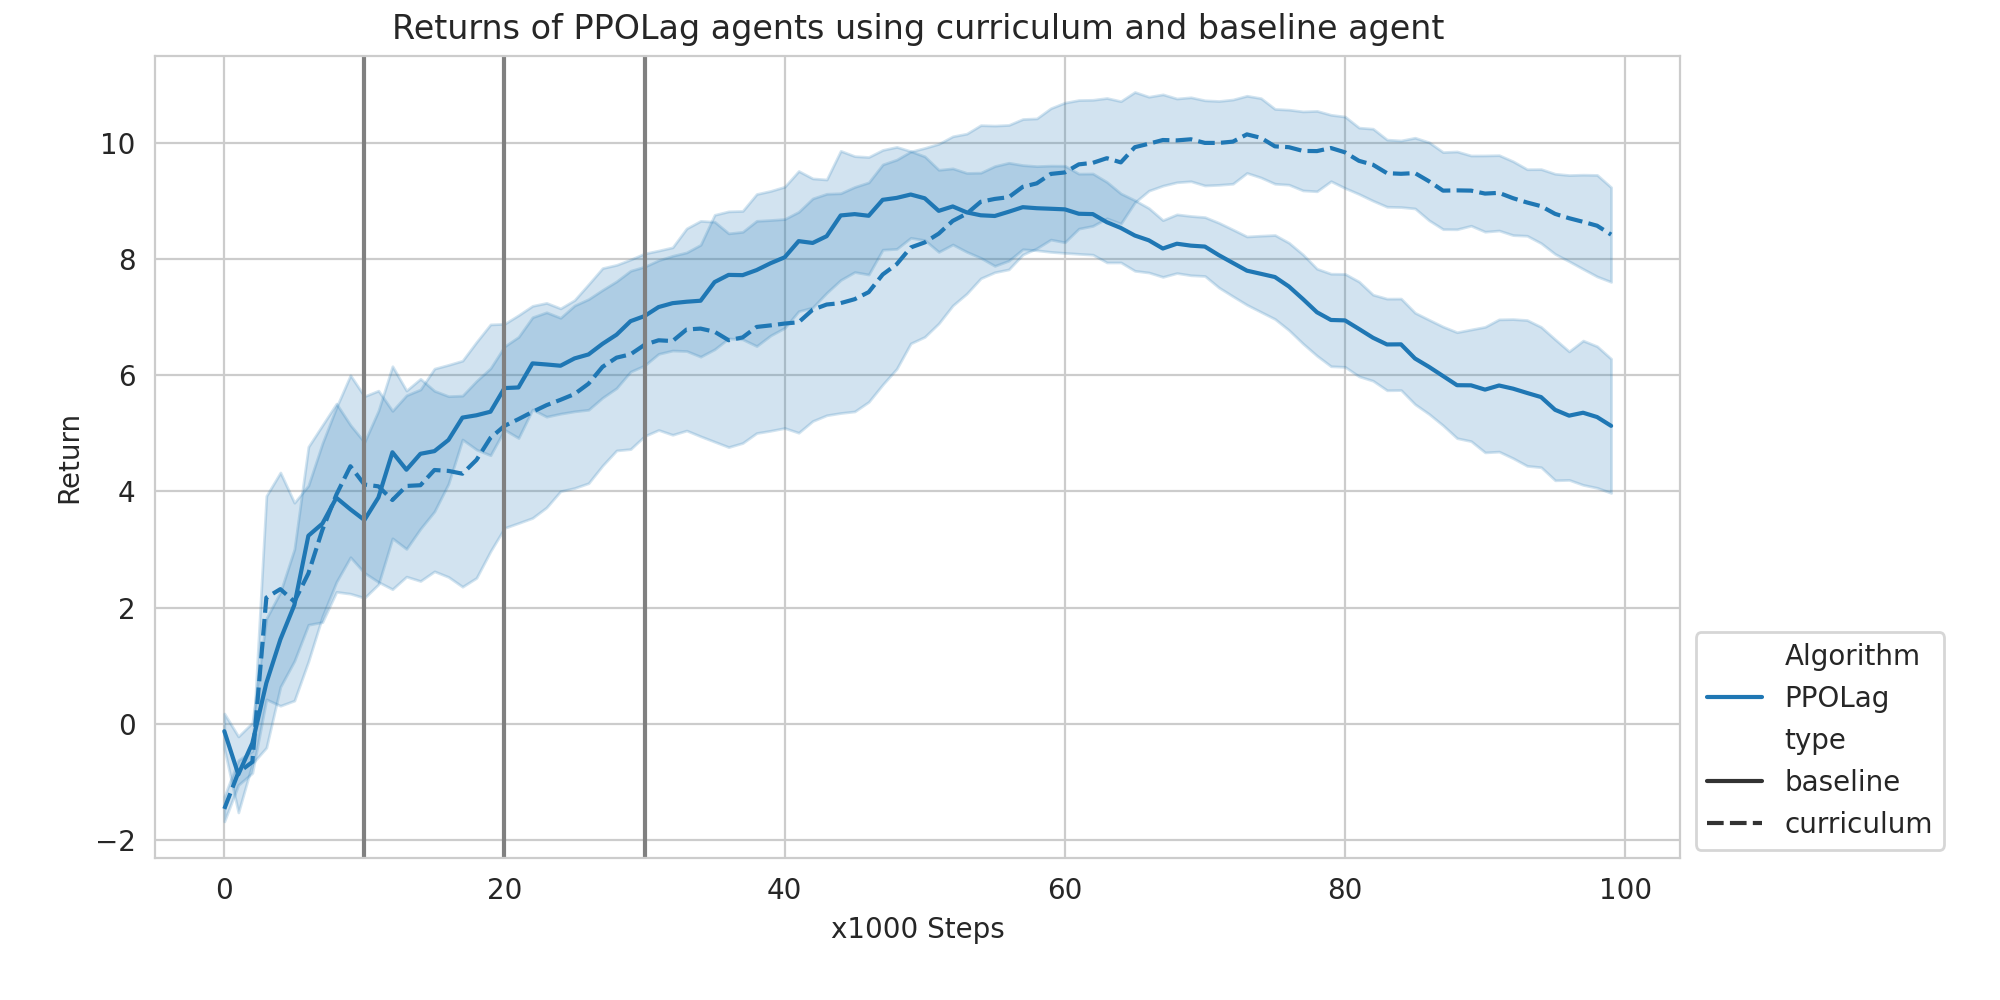 Returns of PPOLag agents using curriculum and baseline agent
10
8
6
4
2
0
−2
Return
0 20 40 60 80 100
x1000 Steps
Algorithm
PPOLag
type
baseline
curriculum